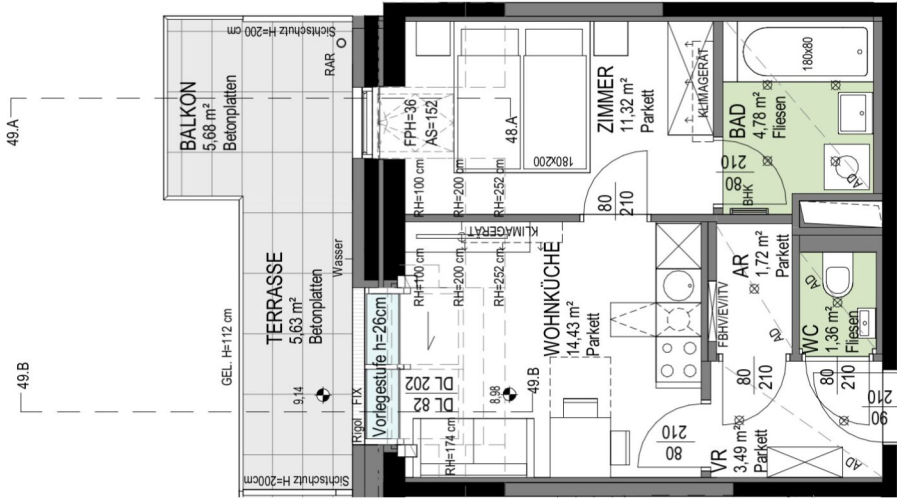 Sichtschutz H=200 cm
RAR
BALKON
5,68 m²
Betonplatten
49.A
FPH=36
AS=152
48.A
180x200
ZIMMER
11,32 m²
Parkett
KLIMAGERÄT
180x80
BAD
4,78 m²
Fliesen
AD
80
210
BHK
80
210
RH=100 cm
RH=200 cm
RH=252 cm
KLIMAGERÄT
RH=100 cm
RH=200 cm
RH=252 cm
Wasser
TERRASSE
5,63 m²
Betonplatten
GEL. H=112 cm
49.B
9,14
Rigol
FIX
Vorlegestufe h=26cm
DL 202
DL 82
8,98
49.B
RH=174 cm
Sichtschutz H=200cm
WOHNKÜCHE
14,43 m²
Parkett
FBHV/EV/ITV
AR
1,72 m²
Parkett
AD
AD
WC
1,36 m²
Fliesen
80
210
80
210
80
210
90
210
VR
3,49 m²
Parkett
AD